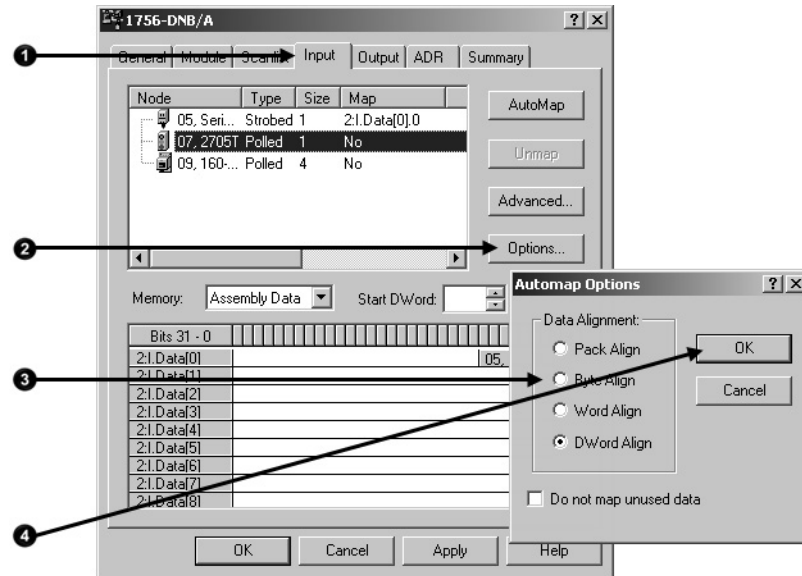 1756-DNB/A
1
General Module Scanlist Input Output ADR Summary
Node Type Size Map
05, Seri... Strobed 1 2:I.Data[0].0
07, 2705T Polled 1 No
09, 160-... Polled 4 No
AutoMap
Unmap
Advanced...
2
Options...
Memory: Assembly Data Start DWord:
Bits 31 - 0
2:I.Data[0] 05,
2:I.Data[1]
2:I.Data[2]
2:I.Data[3]
2:I.Data[4]
2:I.Data[5]
2:I.Data[6]
2:I.Data[7]
2:I.Data[8]
Automap Options
Data Alignment:
Pack Align
3
Byte Align
Word Align
DWord Align
OK
Cancel
Do not map unused data
4
OK Cancel Apply Help